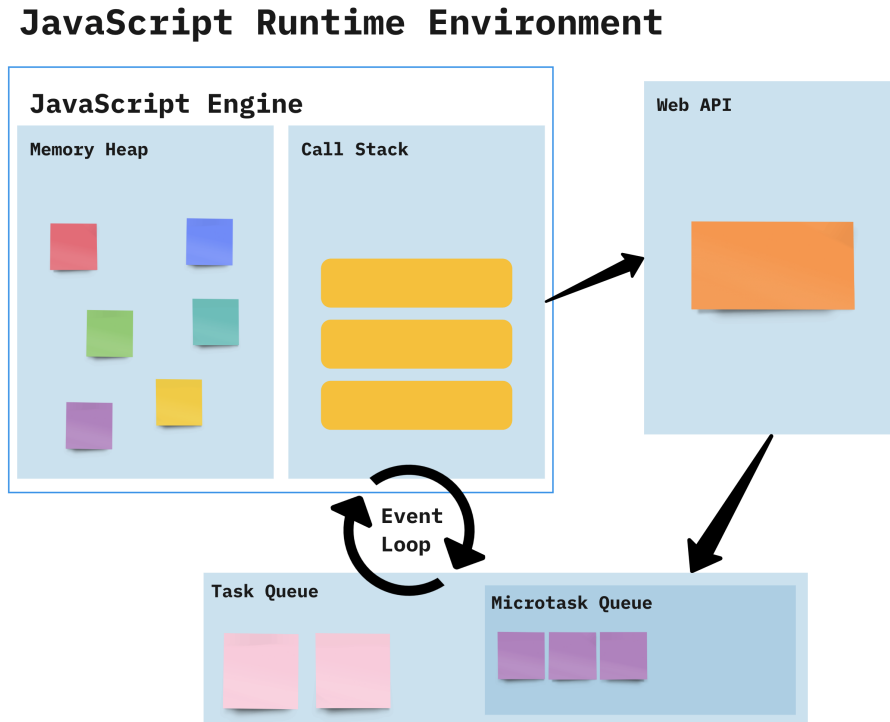 JavaScript Runtime Environment
JavaScript Engine
Memory Heap
Call Stack
Web API
Event
Loop
Task Queue
Microtask Queue